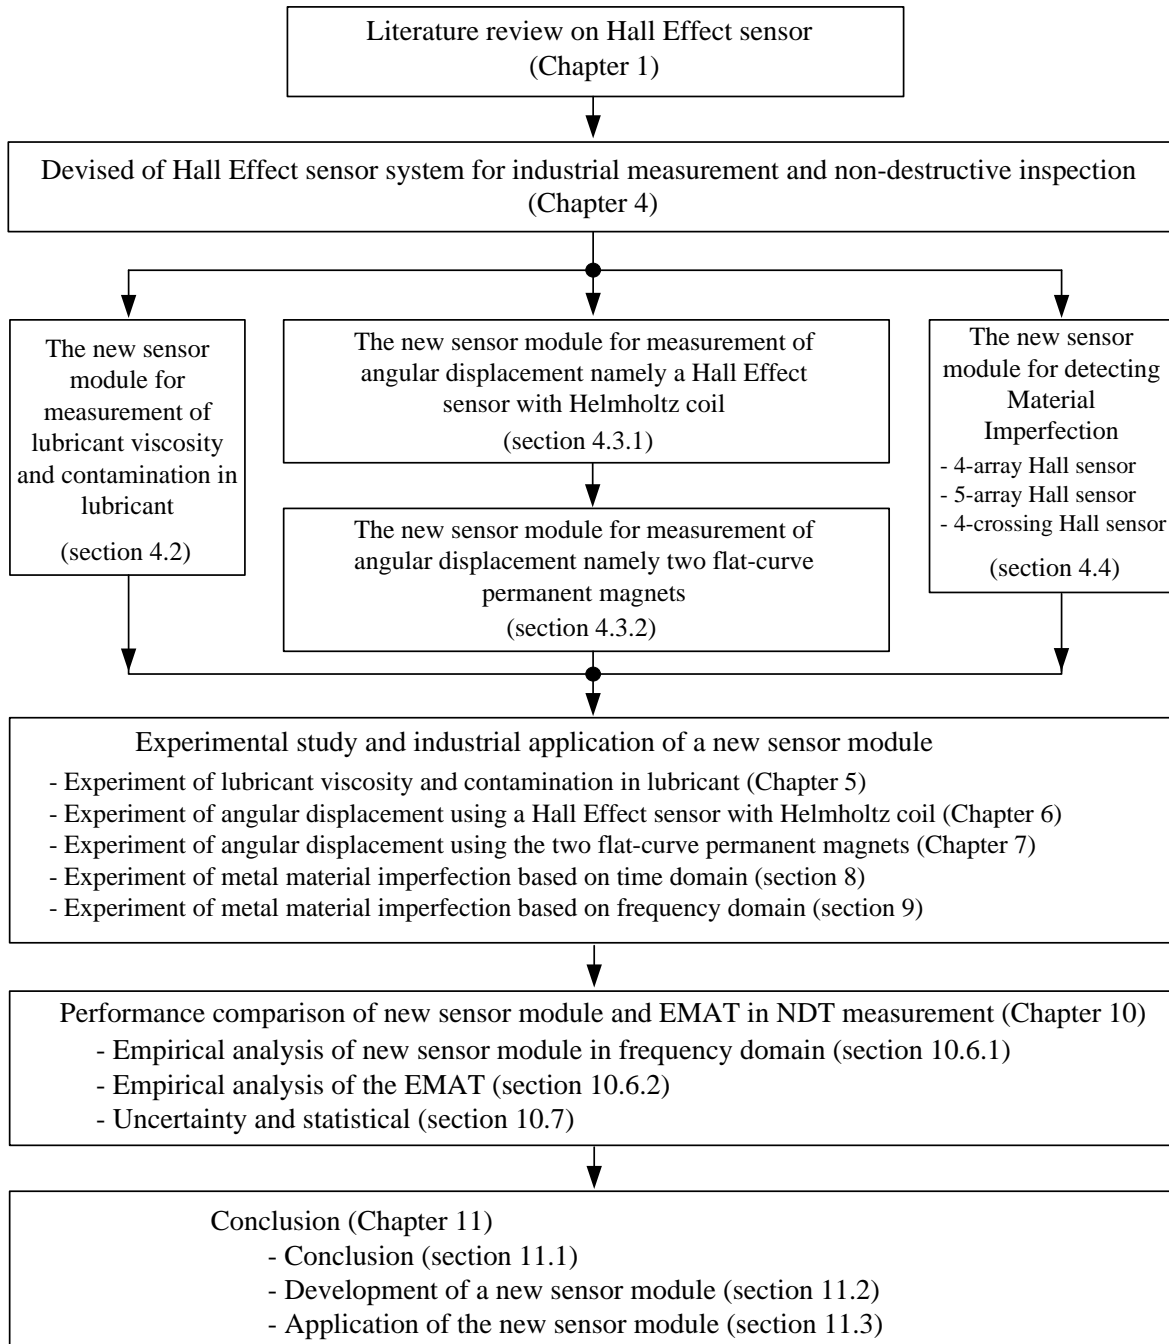 Literature review on Hall Effect sensor
(Chapter 1)
Devised of Hall Effect sensor system for industrial measurement and non-destructive inspection
(Chapter 4)
The new sensor
module for
measurement of
lubricant viscosity
and contamination in
lubricant
(section 4.2)
The new sensor module for measurement of
angular displacement namely a Hall Effect
sensor with Helmholtz coil
(section 4.3.1)
The new sensor module for measurement of
angular displacement namely two flat-curve
permanent magnets
(section 4.3.2)
The new sensor
module for detecting
Material
Imperfection
- 4-array Hall sensor
- 5-array Hall sensor
- 4-crossing Hall sensor
(section 4.4)
Experimental study and industrial application of a new sensor module
- Experiment of lubricant viscosity and contamination in lubricant (Chapter 5)
- Experiment of angular displacement using a Hall Effect sensor with Helmholtz coil (Chapter 6)
- Experiment of angular displacement using the two flat-curve permanent magnets (Chapter 7)
- Experiment of metal material imperfection based on time domain (section 8)
- Experiment of metal material imperfection based on frequency domain (section 9)
Performance comparison of new sensor module and EMAT in NDT measurement (Chapter 10)
- Empirical analysis of new sensor module in frequency domain (section 10.6.1)
- Empirical analysis of the EMAT (section 10.6.2)
- Uncertainty and statistical (section 10.7)
Conclusion (Chapter 11)
- Conclusion (section 11.1)
- Development of a new sensor module (section 11.2)
- Application of the new sensor module (section 11.3)